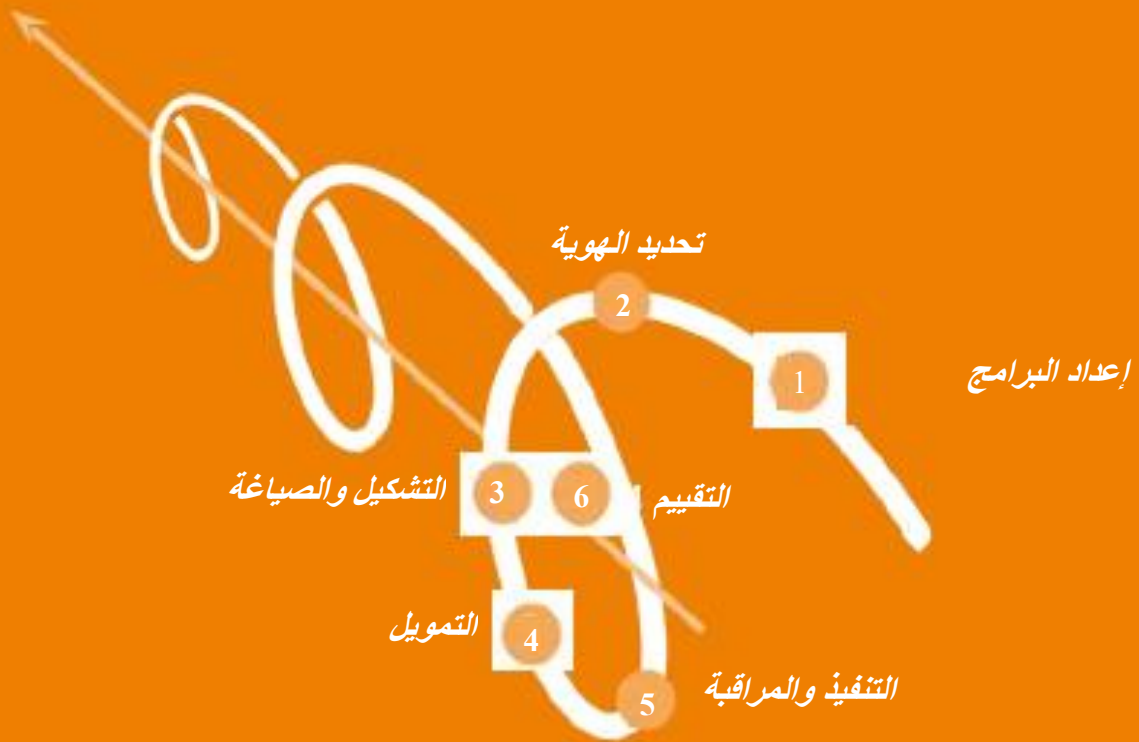 تحديد الهوية
2
1
إعداد البرامج
التشكيل والصياغة
3
6
التقييم
التمويل
4
5
التنفيذ والمراقبة